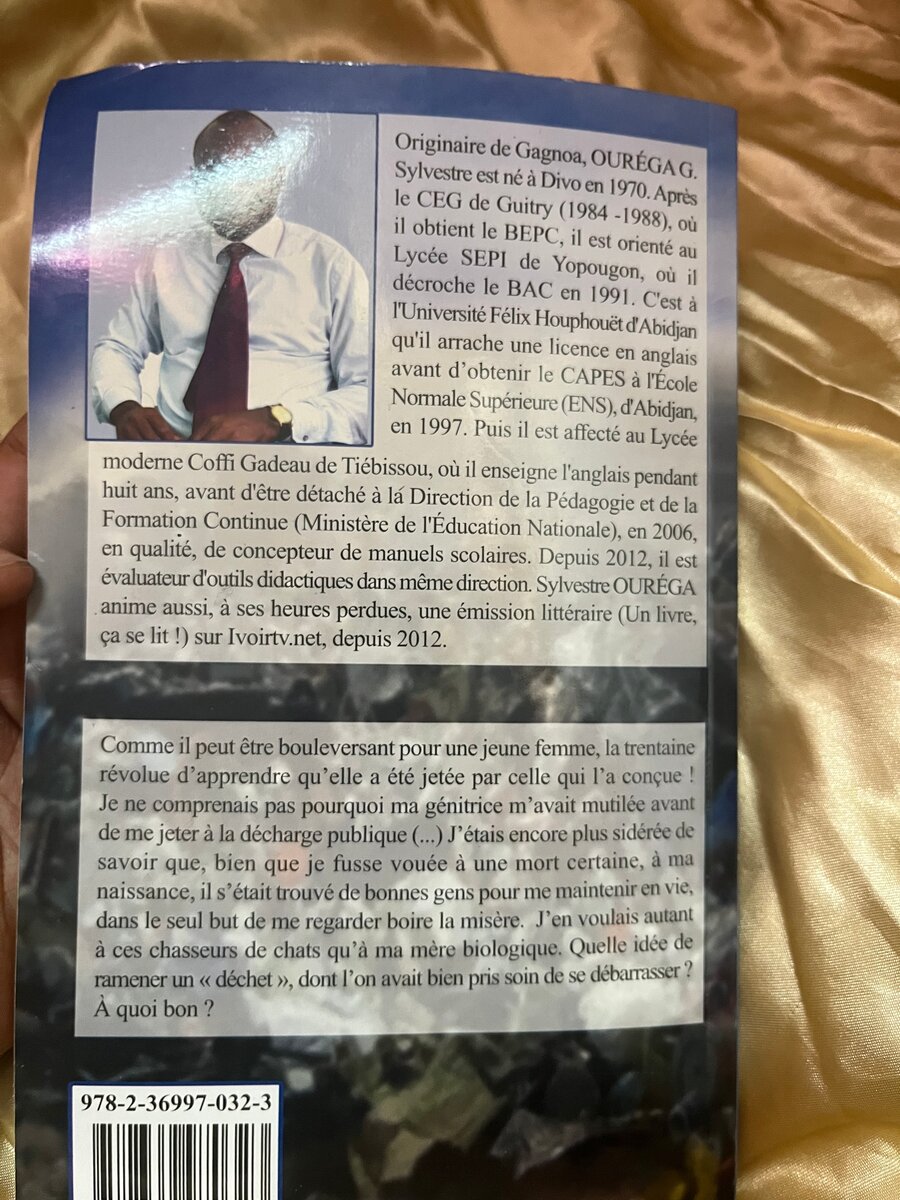 Originaire de Gagnoa, OURÉGA G.
Sylvestre est né à Divo en 1970. Après
le CEG de Guitry (1984 -1988), où
il obtient le BEPC, il est orienté au
Lycée SEPI de Yopougon, où il
décroche le BAC en 1991. C'est à
l'Université Félix Houphouët d'Abidjan
qu'il arrache une licence en anglais
avant d’obtenir le CAPES à l'École
Normale Supérieure (ENS), d'Abidjan,
en 1997. Puis il est affecté au Lycée
moderne Coffi Gadeau de Tiébissou, où il enseigne l'anglais pendant
huit ans, avant d'être détaché à lá Direction de la Pédagogie et de la
Formation Continue (Ministère de l'Éducation Nationale), en 2006,
en qualité, de concepteur de manuels scolaires. Depuis 2012, il est
évaluateur d'outils didactiques dans même direction. Sylvestre OURÉGA
anime aussi, à ses heures perdues, une émission littéraire (Un livre,
ça se lit !) sur Ivoirtv.net, depuis 2012.
Comme il peut être bouleversant pour une jeune femme, la trentaine
révolue d’apprendre qu’elle a été jetée par celle qui l’a conçue !
Je ne comprenais pas pourquoi ma génitrice m’avait mutilée avant
de me jeter à la décharge publique (...) J’étais encore plus sidérée de
savoir que, bien que je fusse vouée à une mort certaine, à ma
naissance, il s’était trouvé de bonnes gens pour me maintenir en vie,
dans le seul but de me regarder boire la misère. J’en voulais autant
à ces chasseurs de chats qu’à ma mère biologique. Quelle idée de
ramener un « déchet », dont l’on avait bien pris soin de se débarrasser ?
À quoi bon ?
978-2-36997-032-3